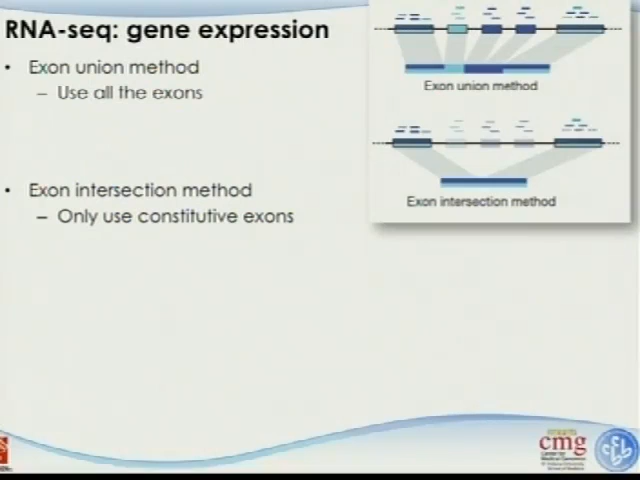 RNA-seq: gene expression
• Exon union method
– Use all the exons
• Exon intersection method
– Only use constitutive exons
Exon union method
Exon intersection method
cmg